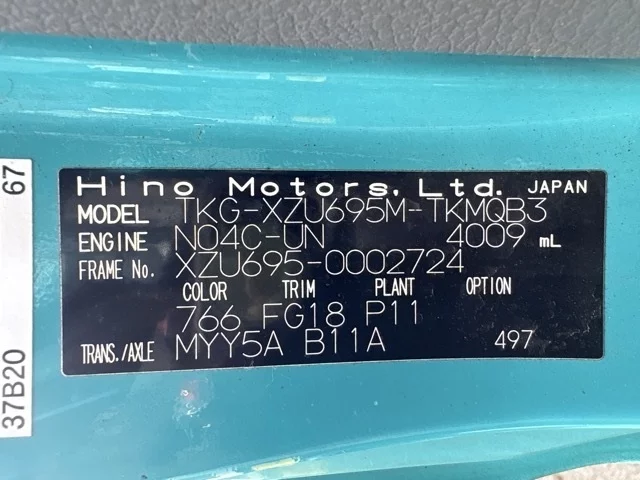 Hino Motors, Ltd. JAPAN
MODEL TKG-XZU695M-TKMQB3
ENGINE N04C-UN 4009 mL
FRAME No. XZU695-0002724
COLOR TRIM PLANT OPTION
766 FG18 P11
TRANS./AXLE MYY5A B11A 497
37B20 67